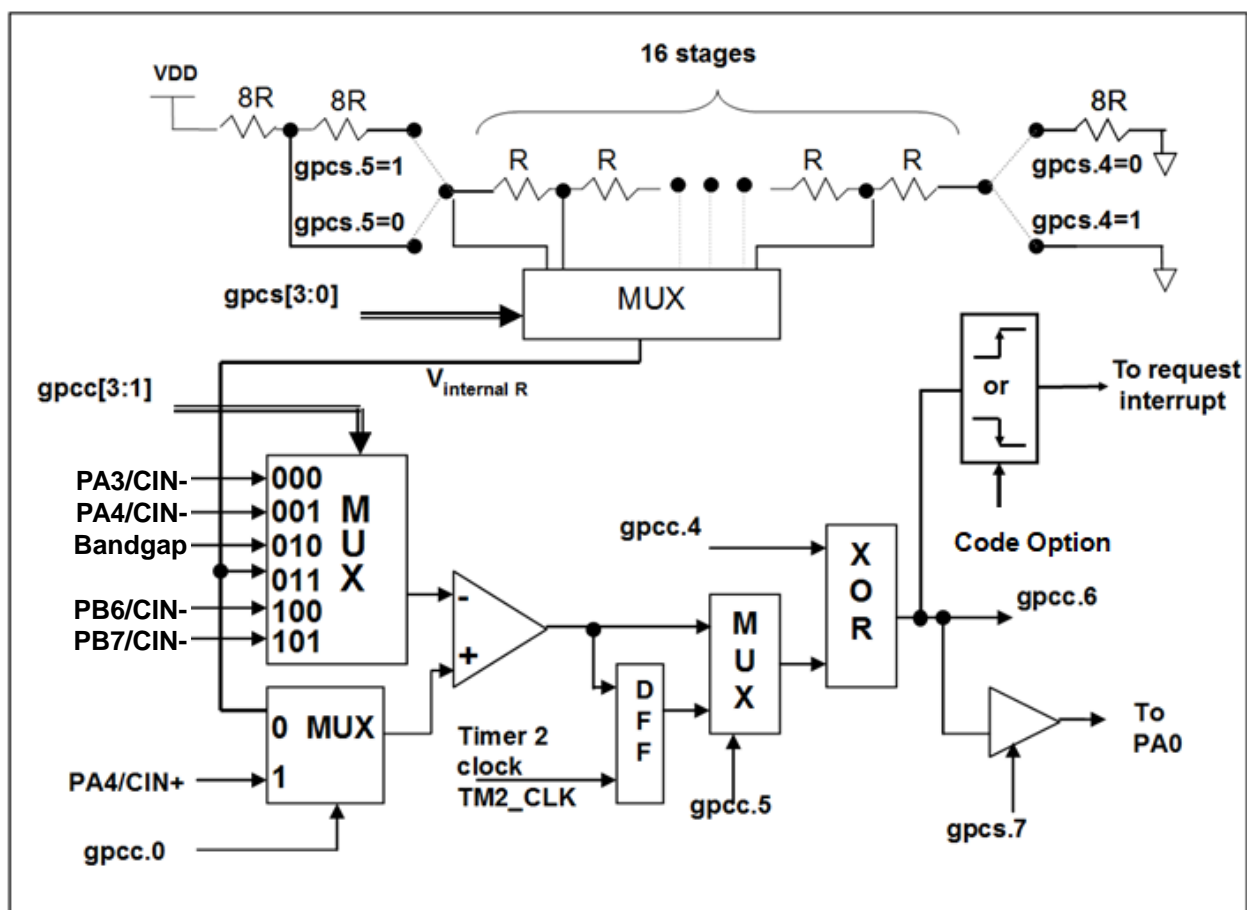 16 stages
VDD
8R
8R
8R
gpcs.5=1
R
R
R
R
gpcs.4=0
gpcs.5=0
gpcs.4=1
gpcs[3:0]
MUX
Vinternal R
gpcc[3:1]
or
To request
interrupt
Code Option
PA3/CIN-
PA4/CIN-
Bandgap
PB6/CIN-
PB7/CIN-
000
001
010
011
100
101
M
U
X
-
+
gpcc.4
X
O
R
gpcc.6
M
U
X
D
F
F
0
MUX
1
PA4/CIN+
gpcc.0
Timer 2
clock
TM2_CLK
gpcc.5
To
PA0
gpcs.7